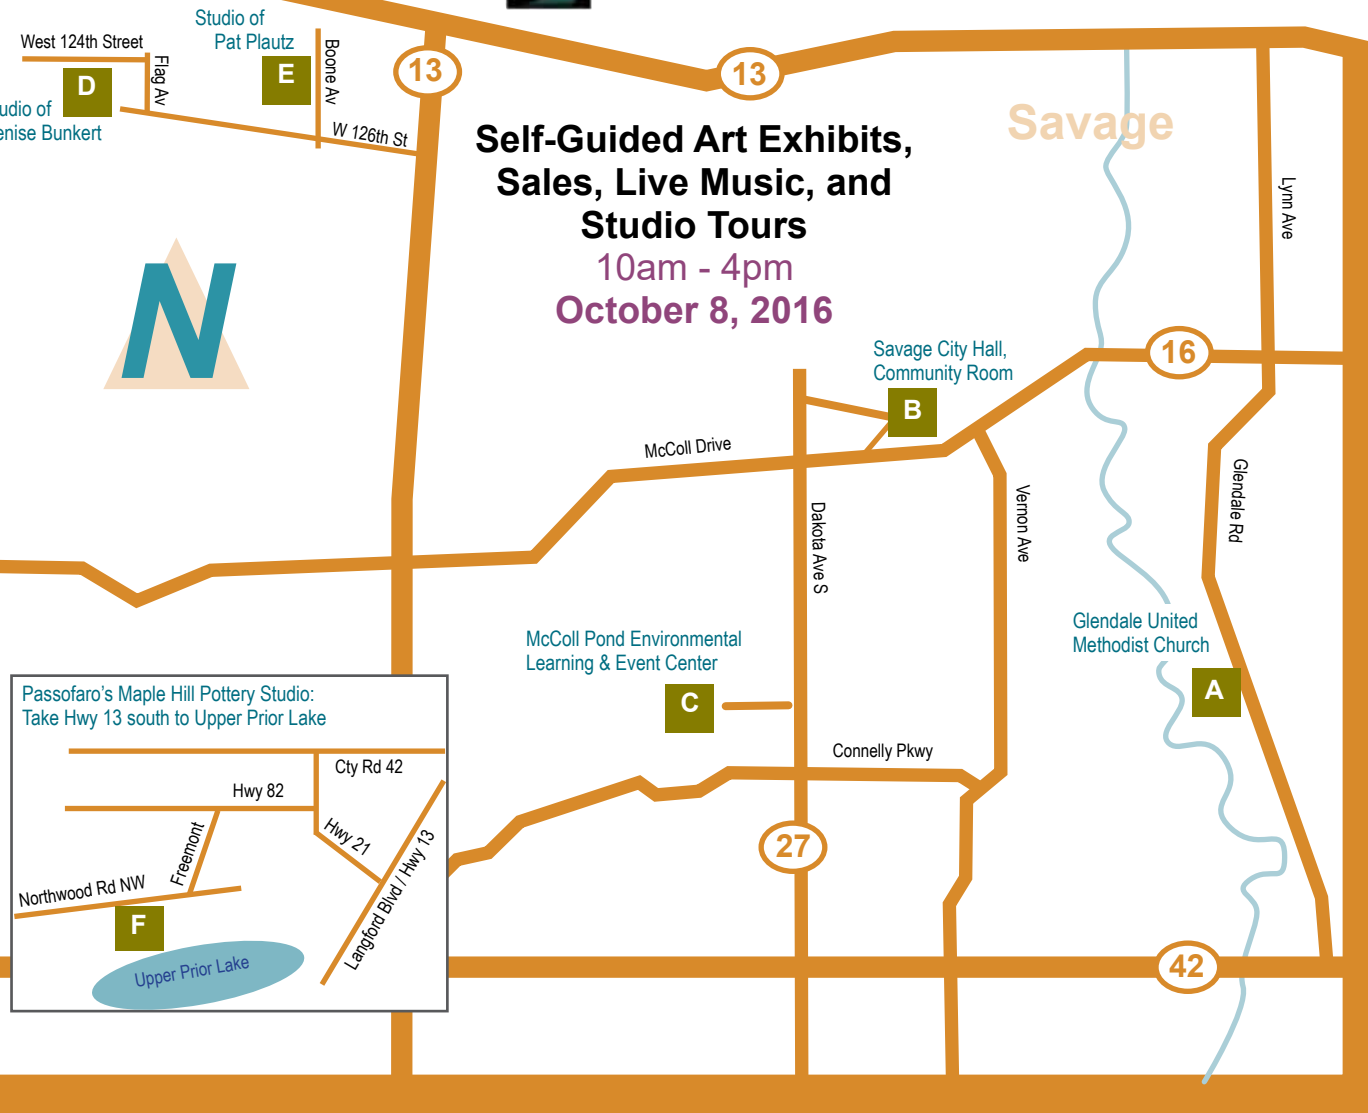 Studio of
Pat Plautz
West 124th Street
Flag Av
Boone Av
D
E
udio of
enise Bunkert
W 126th St
13
13
Self-Guided Art Exhibits,
Sales, Live Music, and
Studio Tours
10am - 4pm
October 8, 2016
Savage
Lynn Ave
N
16
Savage City Hall,
Community Room
B
McColl Drive
Dakota Ave S
Vernon Ave
Glendale Rd
Glendale United
Methodist Church
A
McColl Pond Environmental
Learning & Event Center
C
Connelly Pkwy
27
42
Passofaro's Maple Hill Pottery Studio:
Take Hwy 13 south to Upper Prior Lake
Cty Rd 42
Hwy 82
Hwy 21
Freemont
Langford Blvd / Hwy 13
Northwood Rd NW
F
Upper Prior Lake